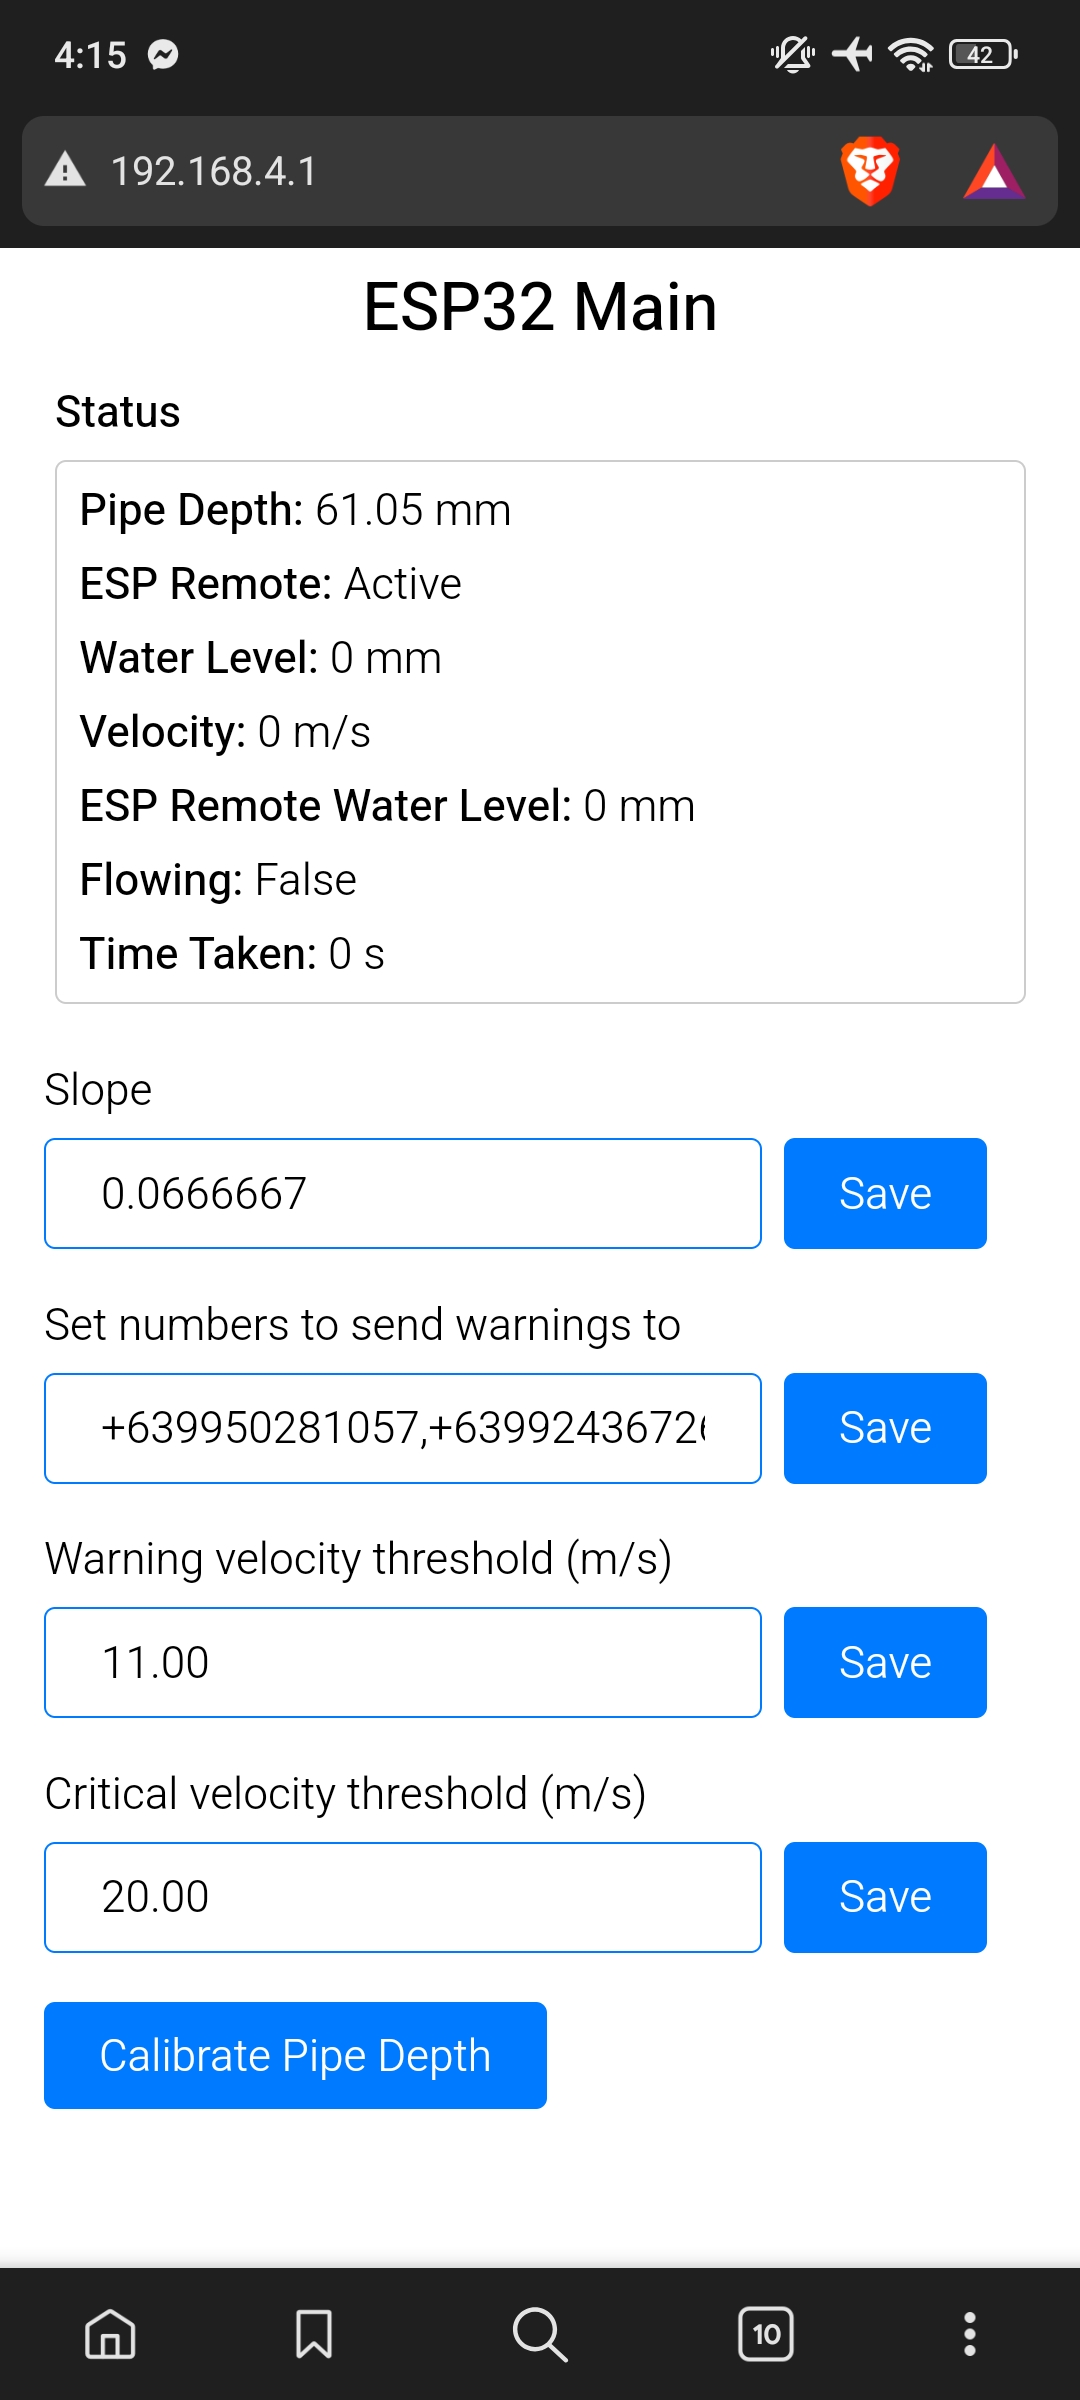 4:15
42
192.168.4.1
ESP32 Main
Status
Pipe Depth: 61.05 mm
ESP Remote: Active
Water Level: 0 mm
Velocity: 0 m/s
ESP Remote Water Level: 0 mm
Flowing: False
Time Taken: 0 s
Slope
0.0666667
Save
Set numbers to send warnings to
+639950281057,+63992436726
Save
Warning velocity threshold (m/s)
11.00
Save
Critical velocity threshold (m/s)
20.00
Save
Calibrate Pipe Depth
10